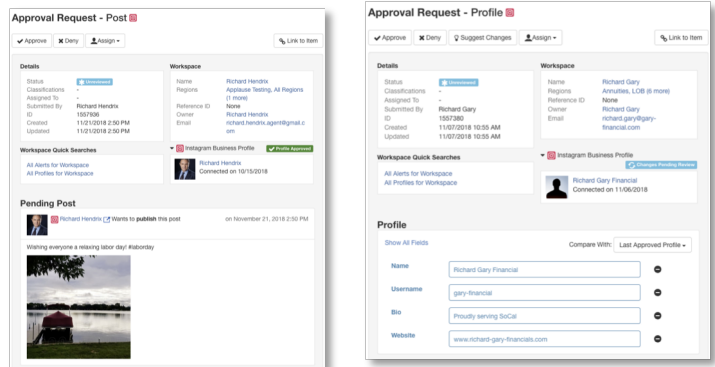 Approval Request - Post
Approve
Deny
Assign
Link to Item
Details
Status Unreviewed
Classifications -
Assigned To -
Submitted By Richard Hendrix
ID 1557936
Created 11/21/2018 2:50 PM
Updated 11/21/2018 2:50 PM
Workspace
Name Richard Hendrix
Regions Applause Testing, All Regions
(1 more)
Reference ID None
Owner Richard Hendrix
Email richard.hendrix.agent@gmail.c
om
Workspace Quick Searches
All Alerts for Workspace
All Profiles for Workspace
Instagram Business Profile
Profile Approved
Richard Hendrix
Connected on 10/15/2018
Pending Post
Richard Hendrix Wants to publish this post
on November 21, 2018 2:50 PM
Wishing everyone a relaxing labor day! #laborday
Approval Request - Profile
Approve
Deny
Suggest Changes
Assign
Link to Item
Details
Status Unreviewed
Classifications -
Assigned To -
Submitted By Richard Gary
ID 1557380
Created 11/07/2018 10:55 AM
Updated 11/07/2018 10:55 AM
Workspace
Name Richard Gary
Regions Annuities, LOB (6 more)
Reference ID None
Owner Richard Gary
Email richard.gary@gary-
financial.com
Workspace Quick Searches
All Alerts for Workspace
All Profiles for Workspace
Instagram Business Profile
Changes Pending Review
Richard Gary Financial
Connected on 11/06/2018
Profile
Show All Fields
Compare With: Last Approved Profile
Name Richard Gary Financial
Username gary-financial
Bio Proudly serving SoCal
Website www.richard-gary-financials.com